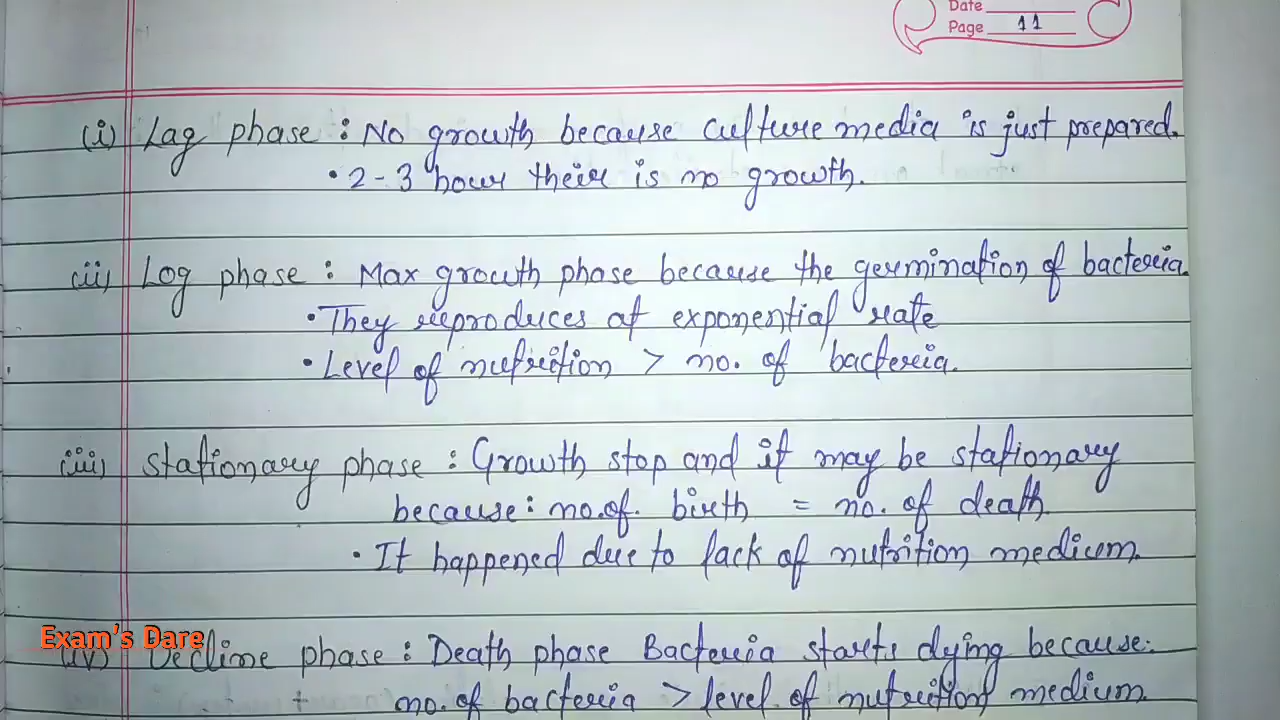 Date
Page 11
(i) Lag phase : No growth because culture media is just prepared.
• 2-3 hour their is no growth.
(ii) Log phase : Max growth phase because the germination of bacteria.
• They reproduces at exponential rate
• Level of nutrition > no. of bacteria.
(iii) Stationary phase : Growth stop and it may be stationary
because: no. of. birth = no. of death.
• It happened due to lack of nutrition medium.
Exam's Dare
(iv) Decline phase : Death phase Bacteria starts dying because:
no. of bacteria > level of nutrition medium